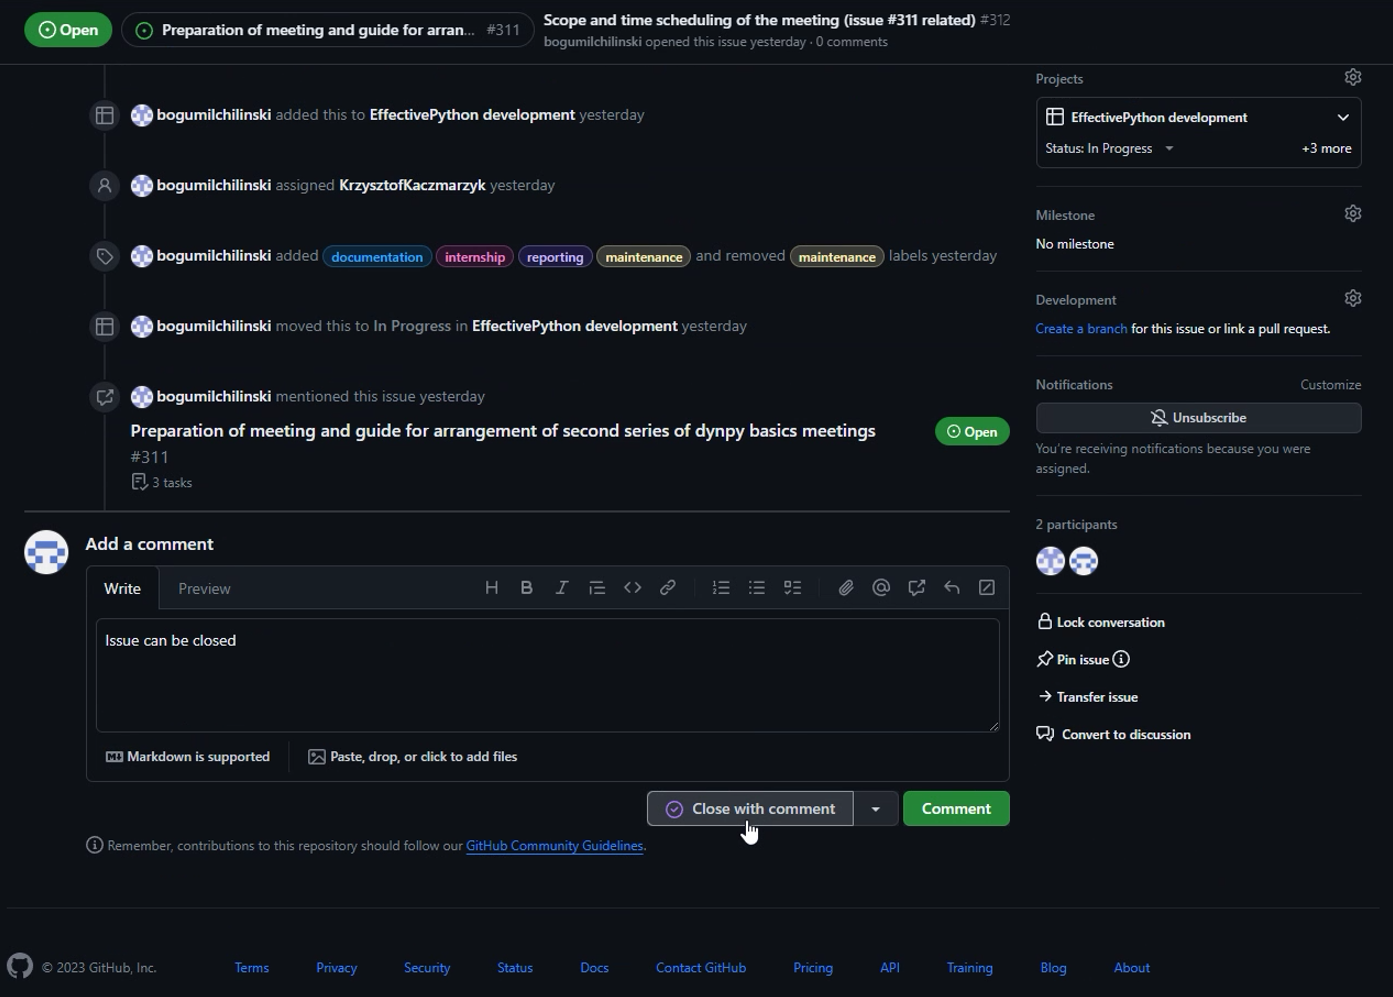 Open
Preparation of meeting and guide for arran... #311
Scope and time scheduling of the meeting (issue #311 related) #312
bogumilchilinski opened this issue yesterday · 0 comments
bogumilchilinski added this to EffectivePython development yesterday
bogumilchilinski assigned KrzysztofKaczmarzyk yesterday
bogumilchilinski added documentation internship reporting maintenance and removed maintenance labels yesterday
bogumilchilinski moved this to In Progress in EffectivePython development yesterday
bogumilchilinski mentioned this issue yesterday
Preparation of meeting and guide for arrangement of second series of dynpy basics meetings
#311
Open
3 tasks
Add a comment
Write Preview
Issue can be closed
Markdown is supported
Paste, drop, or click to add files
Close with comment
Comment
Remember, contributions to this repository should follow our GitHub Community Guidelines.
Projects
EffectivePython development
Status: In Progress +3 more
Milestone
No milestone
Development
Create a branch for this issue or link a pull request.
Notifications Customize
Unsubscribe
You're receiving notifications because you were
assigned.
2 participants
Lock conversation
Pin issue
Transfer issue
Convert to discussion
© 2023 GitHub, Inc. Terms Privacy Security Status Docs Contact GitHub Pricing API Training Blog About